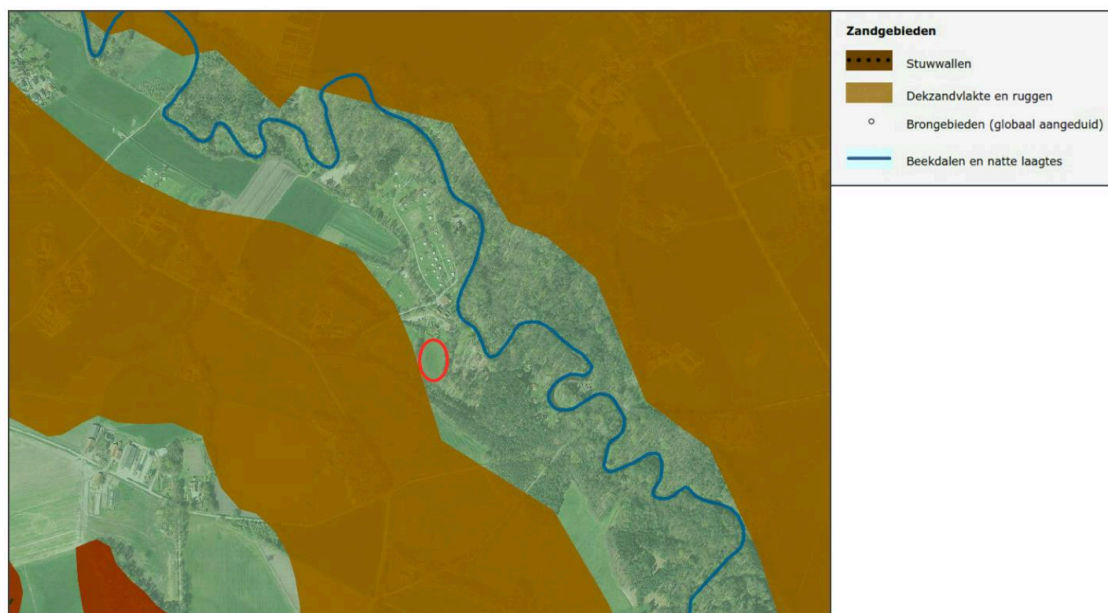 Zandgebieden
Stuwwallen
Dekzandvlakte en ruggen
Brongebieden (globaal aangeduid)
Beekdalen en natte laagtes